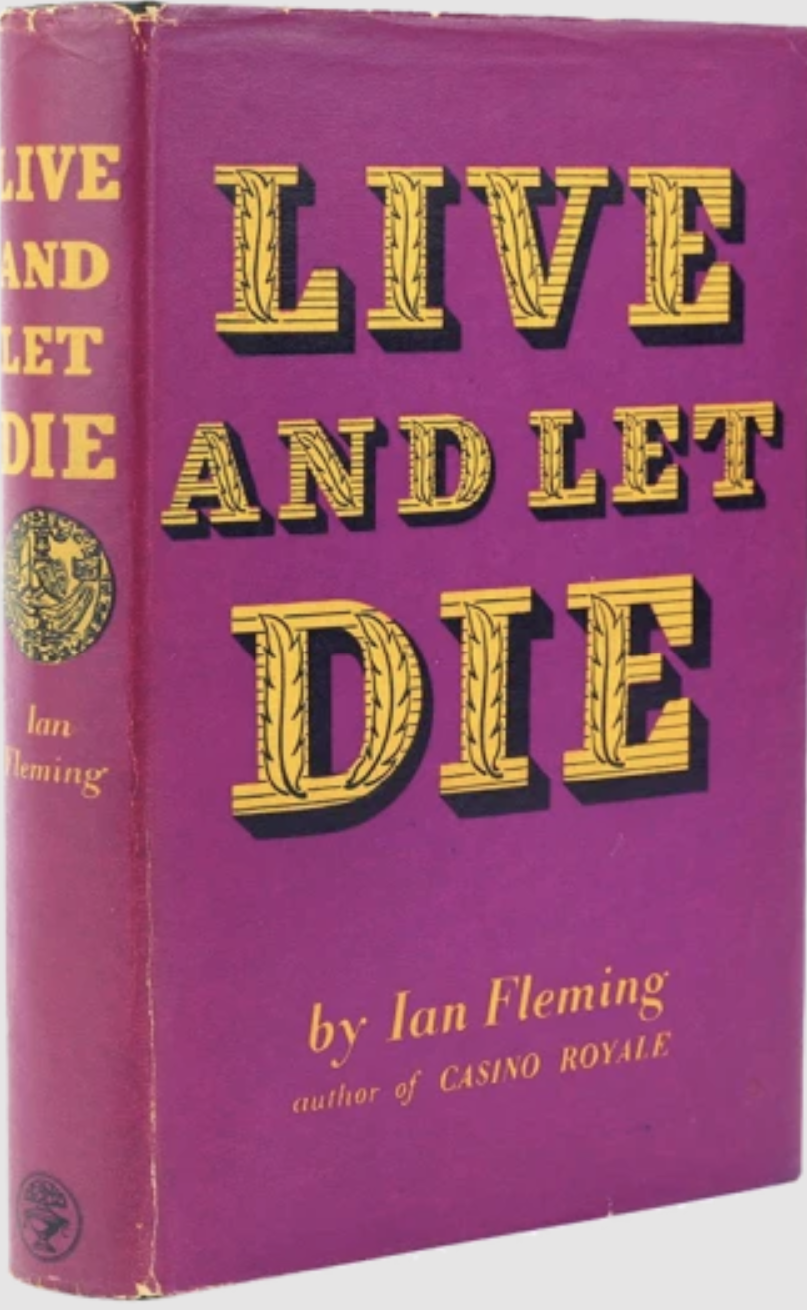 LIVE
AND
LET
DIE
Ian
Fleming
LIVE
AND LET
DIE
by Ian Fleming
author of CASINO ROYALE